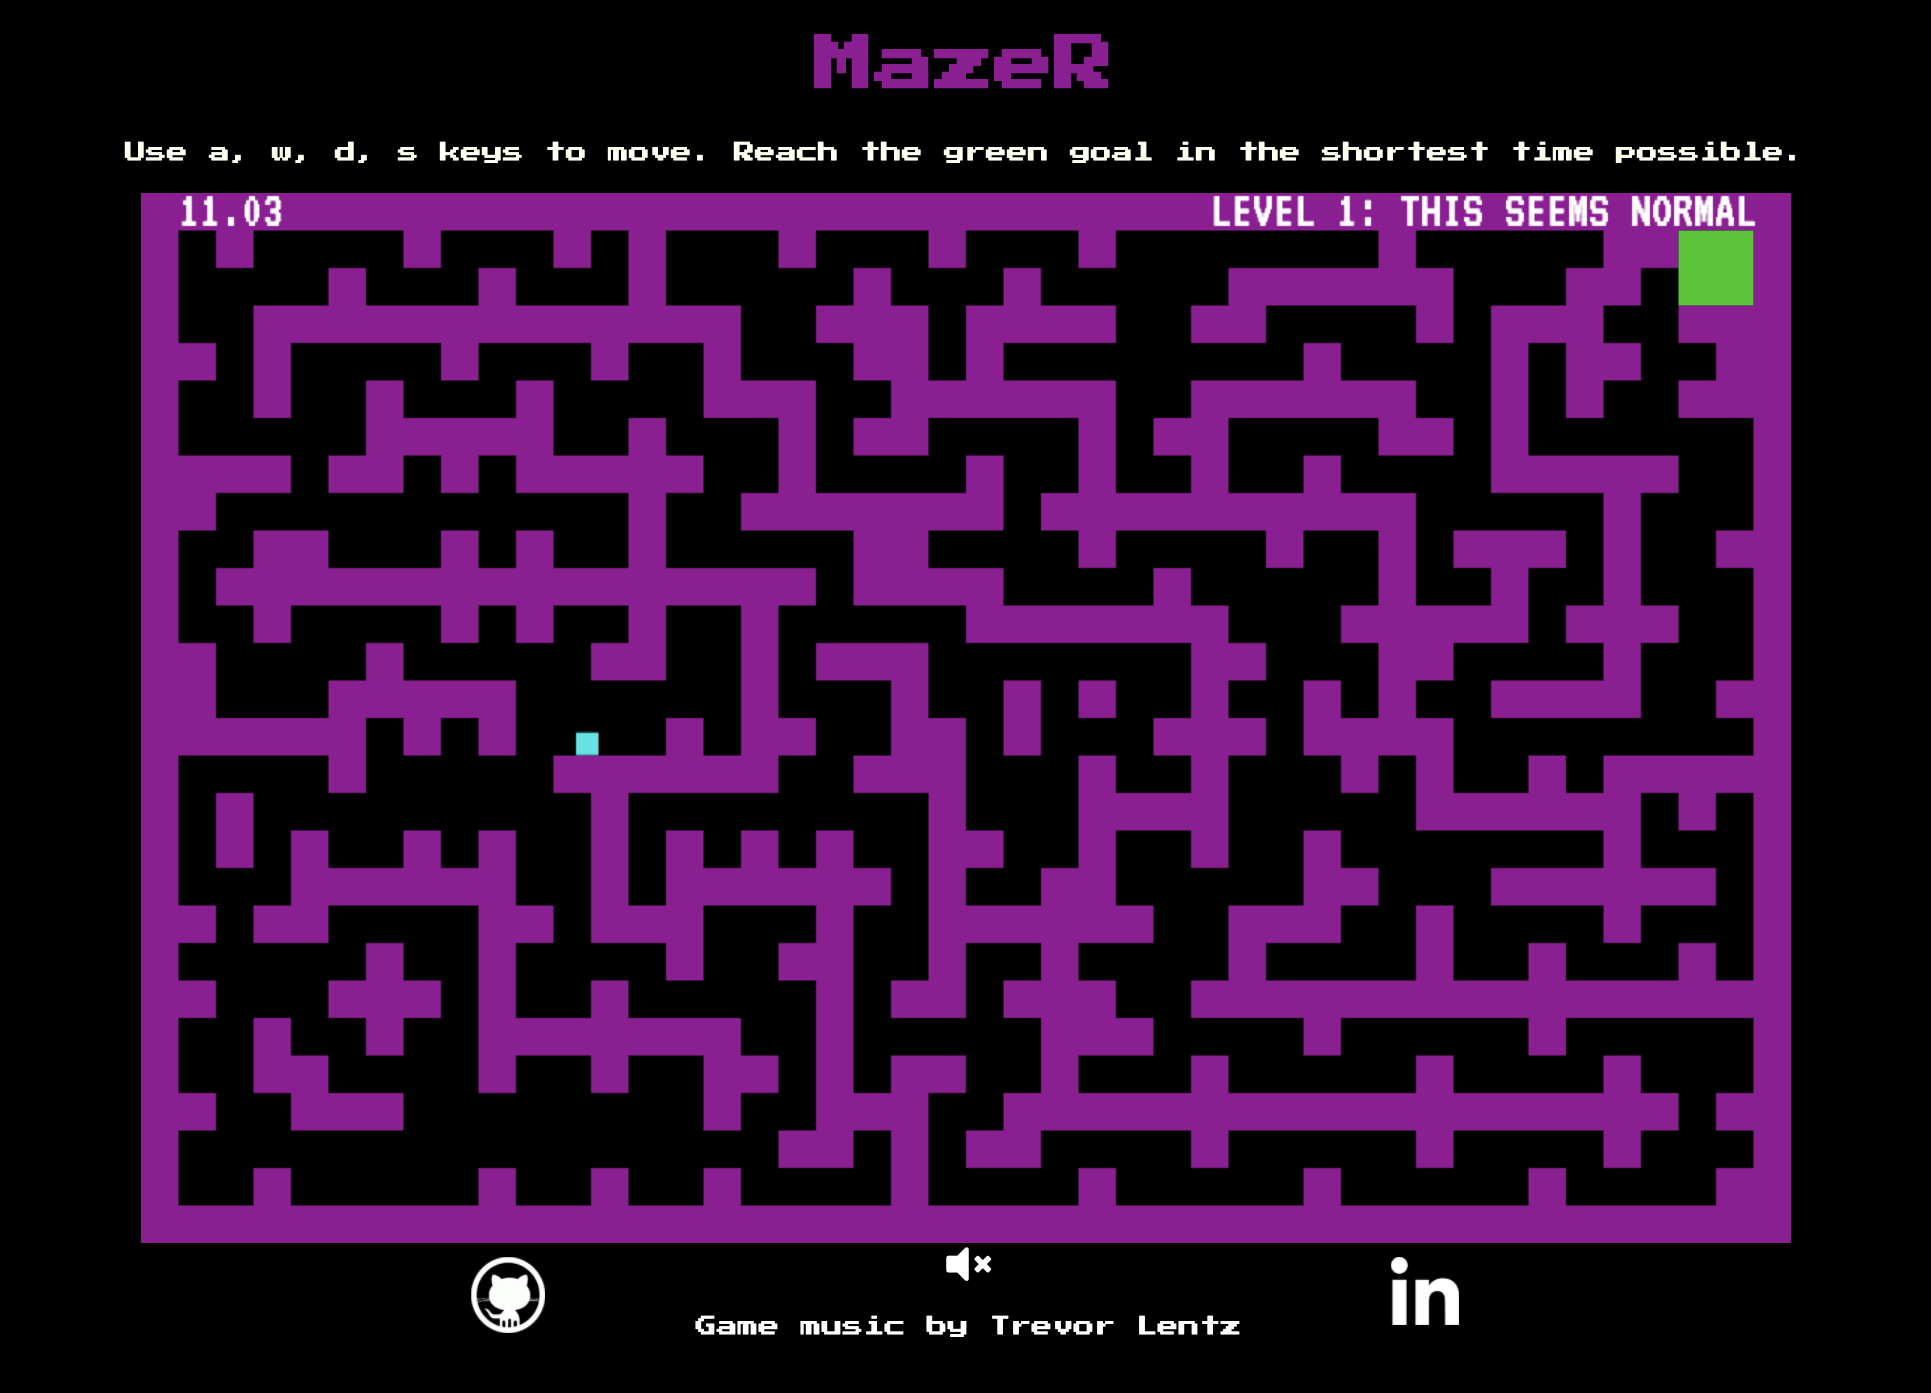 MazeR
Use a, w, d, s keys to move. Reach the green goal in the shortest time possible.
11.03 LEVEL 1: THIS SEEMS NORMAL
in
Game music by Trevor Lentz